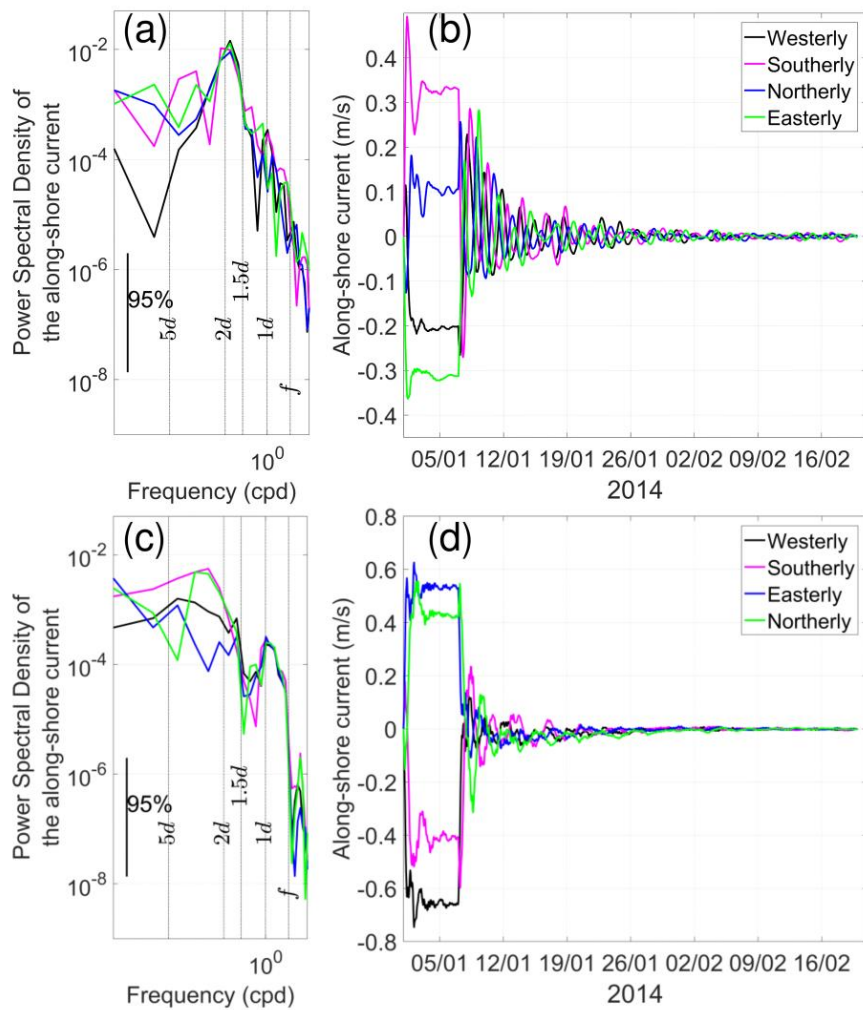 (a)
Power Spectral Density of
the along-shore current
10^-2
10^-4
10^-6
10^-8
95%
5d
2d
1.5d
1d
f
10^0
Frequency (cpd)
(b)
Along-shore current (m/s)
0.4
0.3
0.2
0.1
0
-0.1
-0.2
-0.3
-0.4
Westerly
Southerly
Northerly
Easterly
05/01 12/01 19/01 26/01 02/02 09/02 16/02
2014
(c)
Power Spectral Density of
the along-shore current
10^-2
10^-4
10^-6
10^-8
95%
5d
2d
1.5d
1d
f
10^0
Frequency (cpd)
(d)
Along-shore current (m/s)
0.8
0.6
0.4
0.2
0
-0.2
-0.4
-0.6
-0.8
Westerly
Southerly
Easterly
Northerly
05/01 12/01 19/01 26/01 02/02 09/02 16/02
2014